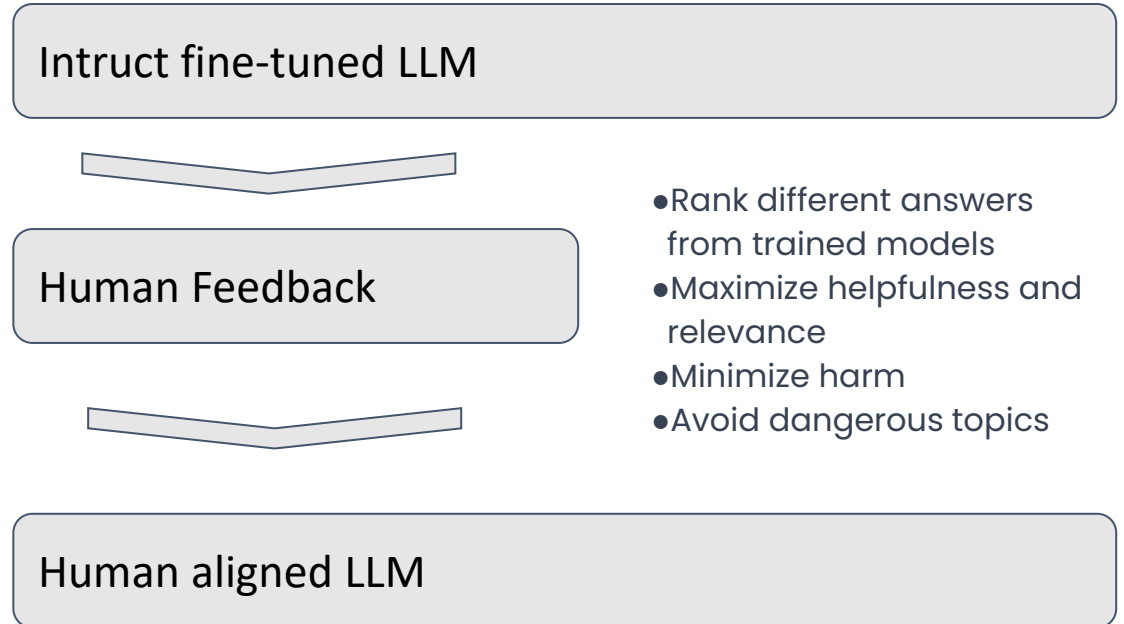 Intruct fine-tuned LLM
Human Feedback
●Rank different answers
from trained models
●Maximize helpfulness and
relevance
●Minimize harm
●Avoid dangerous topics
Human aligned LLM